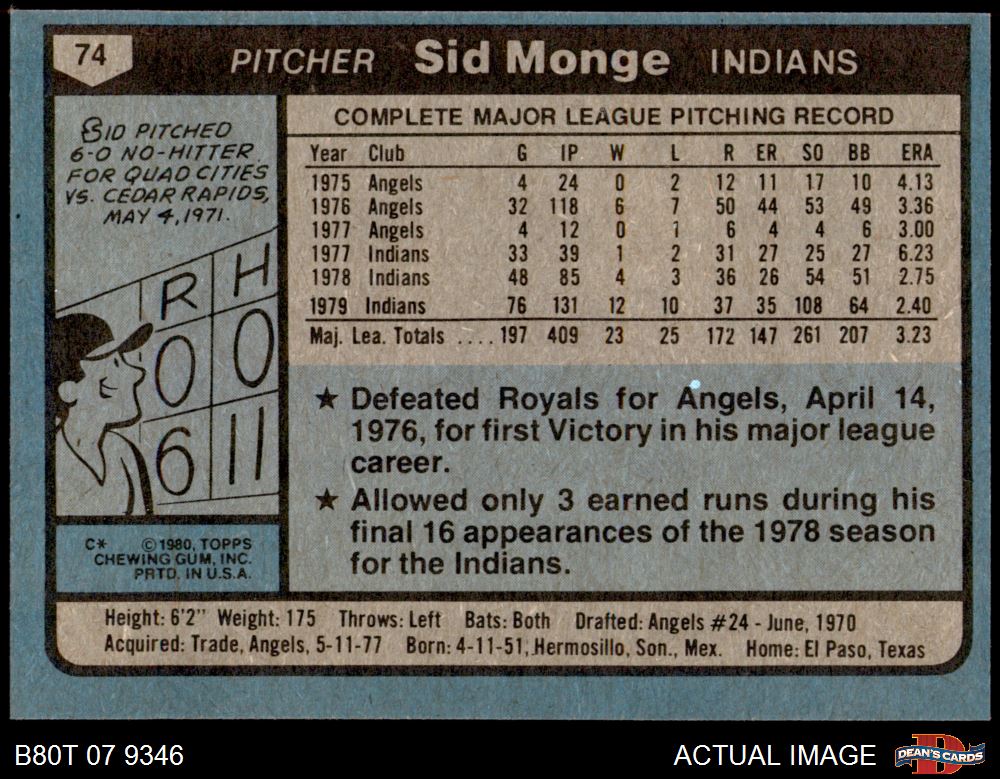 74 PITCHER Sid Monge INDIANS
SID PITCHED
6-0 NO-HITTER
FOR QUAD CITIES
VS. CEDAR RAPIDS,
MAY 4, 1971.
R H
0 0
6 11
C* © 1980, TOPPS
CHEWING GUM, INC.
PRTD. IN U.S.A.
COMPLETE MAJOR LEAGUE PITCHING RECORD
Year Club G IP W L R ER SO BB ERA
1975 Angels 4 24 0 2 12 11 17 10 4.13
1976 Angels 32 118 6 7 50 44 53 49 3.36
1977 Angels 4 12 0 1 6 4 4 6 3.00
1977 Indians 33 39 1 2 31 27 25 27 6.23
1978 Indians 48 85 4 3 36 26 54 51 2.75
1979 Indians 76 131 12 10 37 35 108 64 2.40
Maj. Lea. Totals .... 197 409 23 25 172 147 261 207 3.23
★ Defeated Royals for Angels, April 14,
1976, for first Victory in his major league
career.
★ Allowed only 3 earned runs during his
final 16 appearances of the 1978 season
for the Indians.
Height: 6'2" Weight: 175 Throws: Left Bats: Both Drafted: Angels #24 - June, 1970
Acquired: Trade, Angels, 5-11-77 Born: 4-11-51, Hermosillo, Son., Mex. Home: El Paso, Texas
B80T 07 9346 ACTUAL IMAGE DEAN'S CARDS